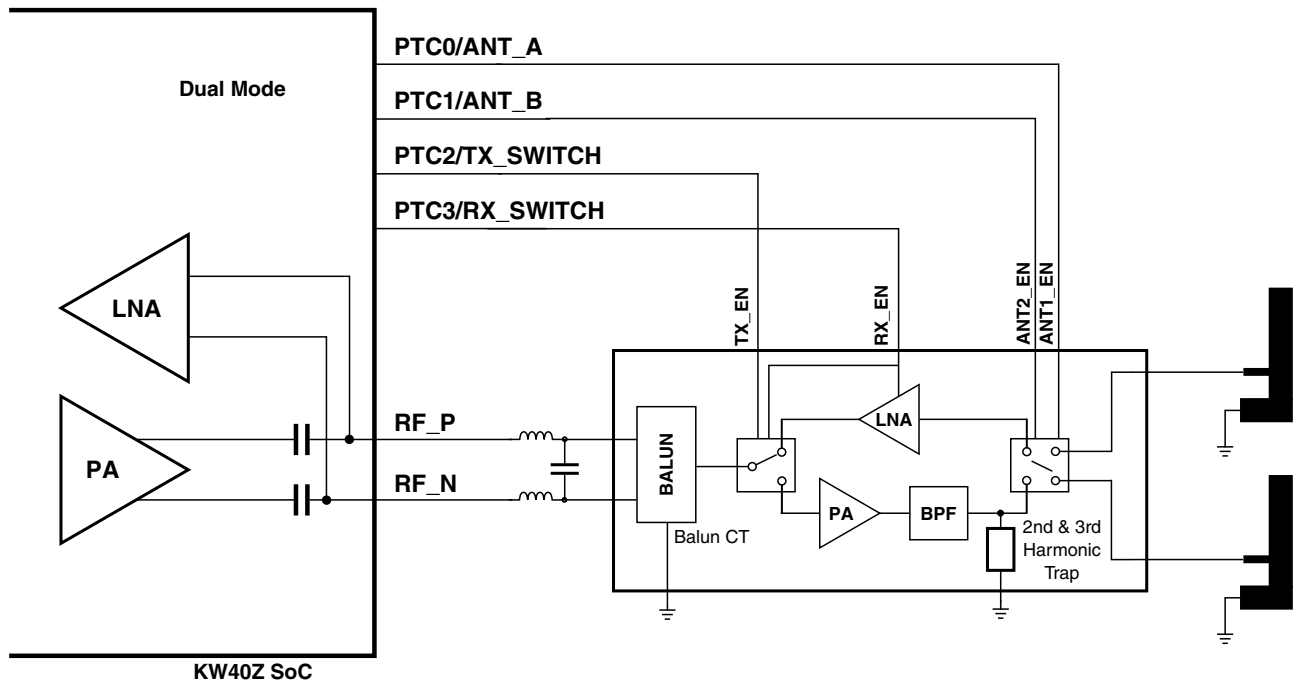 PTC0/ANT_A
Dual Mode
PTC1/ANT_B
PTC2/TX_SWITCH
PTC3/RX_SWITCH
LNA
TX_EN
RX_EN
ANT2_EN
ANT1_EN
RF_P
LNA
PA
BALUN
RF_N
PA
BPF
Balun CT
2nd & 3rd
Harmonic
Trap
KW40Z SoC